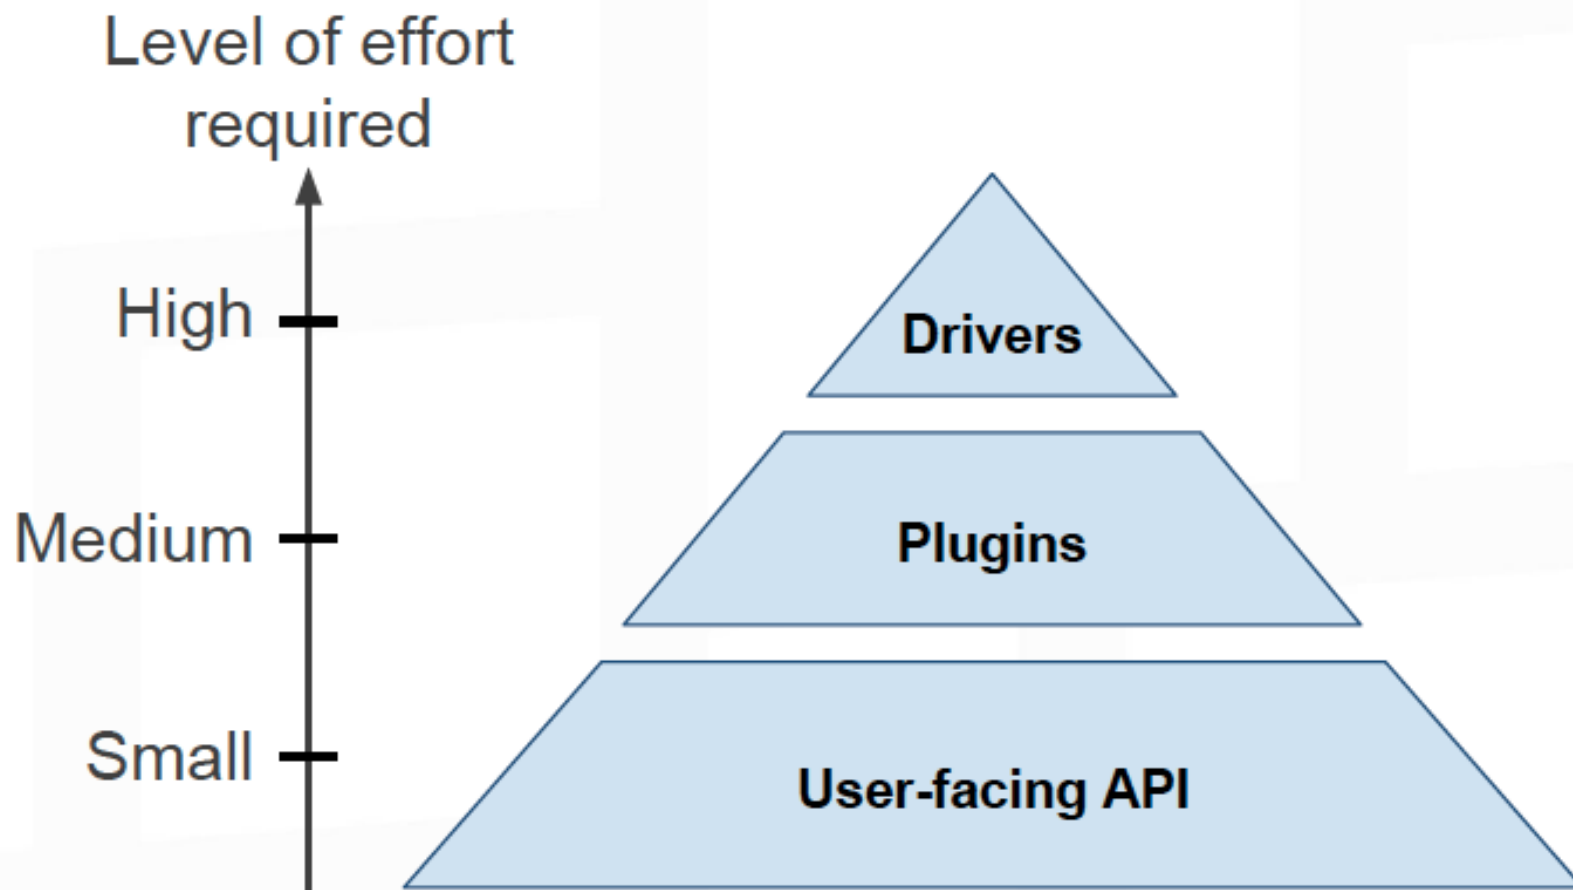 Level of effort
required
High
Drivers
Medium
Plugins
Small
User-facing API